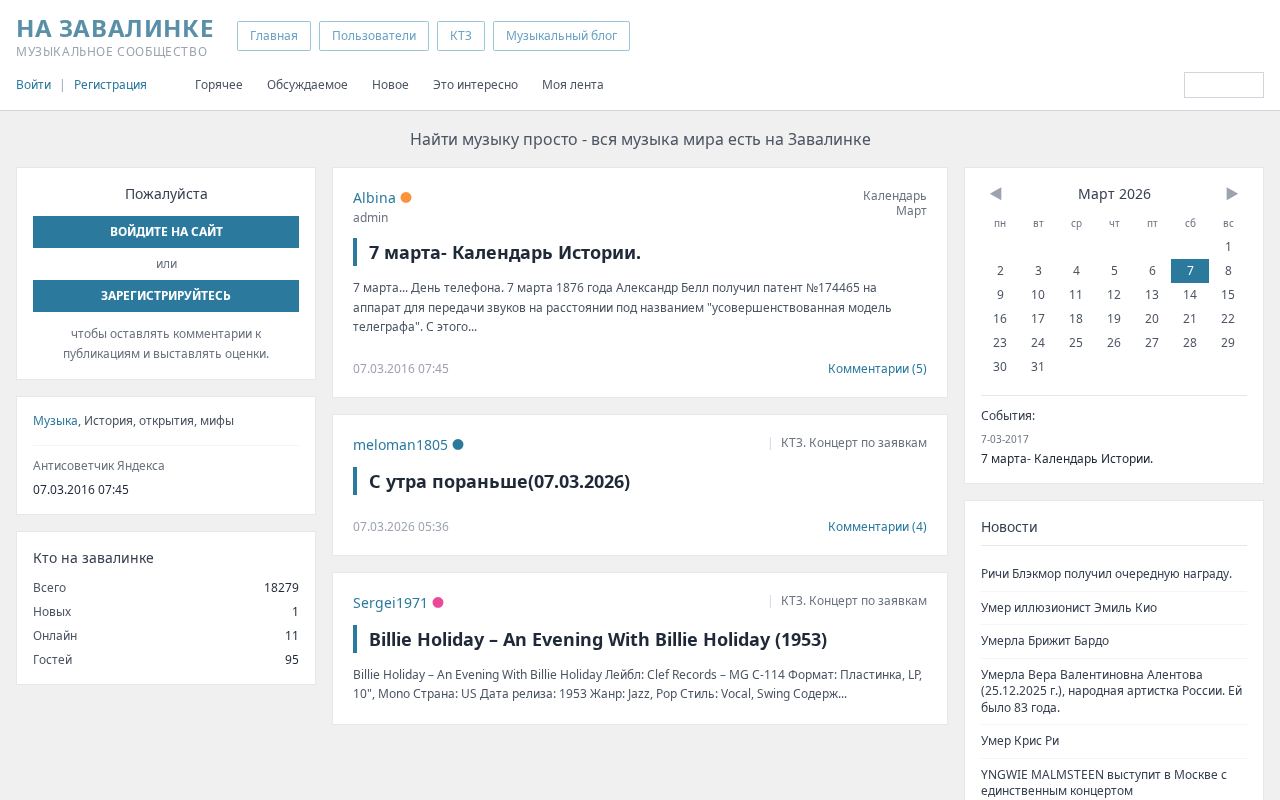 НА ЗАВАЛИНКЕ
МУЗЫКАЛЬНОЕ СООБЩЕСТВО
Главная
Пользователи
КТЗ
Музыкальный блог
Войти | Регистрация
Горячее
Обсуждаемое
Новое
Это интересно
Моя лента
Найти музыку просто - вся музыка мира есть на Завалинке
Пожалуйста
ВОЙДИТЕ НА САЙТ
или
ЗАРЕГИСТРИРУЙТЕСЬ
чтобы оставлять комментарии к
публикациям и выставлять оценки.
Музыка, История, открытия, мифы
Антисоветчик Яндекса
07.03.2016 07:45
Кто на завалинке
Всего 18279
Новых 1
Онлайн 11
Гостей 95
Albina
admin
Календарь
Март
7 марта- Календарь Истории.
7 марта... День телефона. 7 марта 1876 года Александр Белл получил патент №174465 на
аппарат для передачи звуков на расстоянии под названием "усовершенствованная модель
телеграфа". С этого...
07.03.2016 07:45
Комментарии (5)
meloman1805
| КТЗ. Концерт по заявкам
С утра пораньше(07.03.2026)
07.03.2026 05:36
Комментарии (4)
Sergei1971
| КТЗ. Концерт по заявкам
Billie Holiday – An Evening With Billie Holiday (1953)
Billie Holiday – An Evening With Billie Holiday Лейбл: Clef Records – MG C-114 Формат: Пластинка, LP,
10", Mono Страна: US Дата релиза: 1953 Жанр: Jazz, Pop Стиль: Vocal, Swing Содерж...
◀ Март 2026 ▶
пн вт ср чт пт сб вс
1
2 3 4 5 6 7 8
9 10 11 12 13 14 15
16 17 18 19 20 21 22
23 24 25 26 27 28 29
30 31
События:
7-03-2017
7 марта- Календарь Истории.
Новости
Ричи Блэкмор получил очередную награду.
Умер иллюзионист Эмиль Кио
Умерла Брижит Бардо
Умерла Вера Валентиновна Алентова
(25.12.2025 г.), народная артистка России. Ей
было 83 года.
Умер Крис Ри
YNGWIE MALMSTEEN выступит в Москве с
единственным концертом